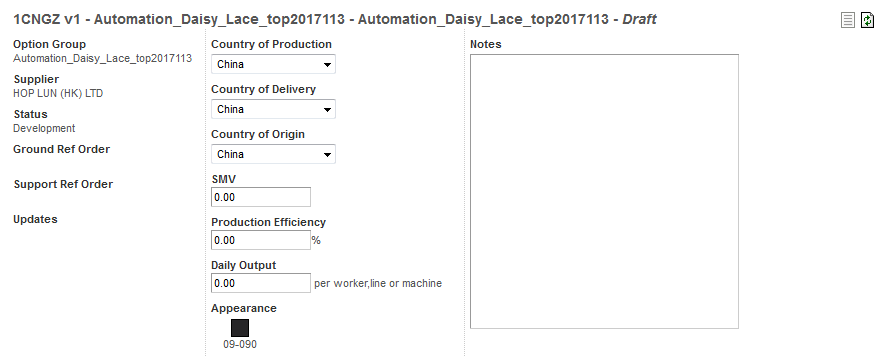 1CNGZ v1 - Automation_Daisy_Lace_top2017113 - Automation_Daisy_Lace_top2017113 - Draft
Option Group
Automation_Daisy_Lace_top2017113
Supplier
HOP LUN (HK) LTD
Status
Development
Ground Ref Order
Support Ref Order
Updates
Country of Production
China
Country of Delivery
China
Country of Origin
China
SMV
0.00
Production Efficiency
0.00 %
Daily Output
0.00 per worker,line or machine
Appearance
09-090
Notes